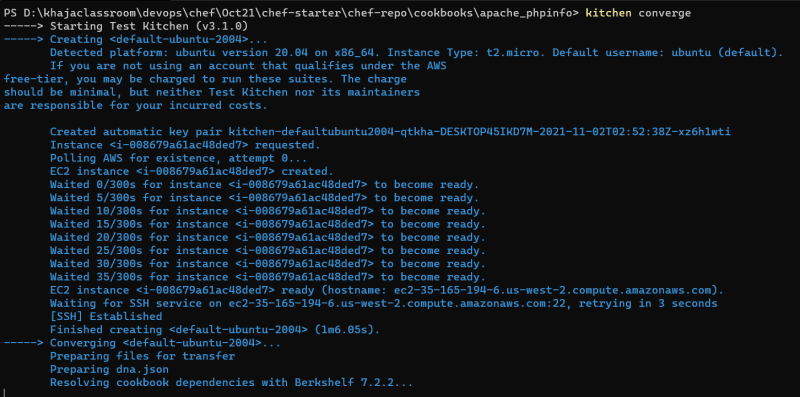 PS D:\khajaclassroom\devops\chef\Oct21\chef-starter\chef-repo\cookbooks\apache_phpinfo> kitchen converge
-----> Starting Test Kitchen (v3.1.0)
-----> Creating <default-ubuntu-2004>...
       Detected platform: ubuntu version 20.04 on x86_64. Instance Type: t2.micro. Default username: ubuntu (default).
       If you are not using an account that qualifies under the AWS
free-tier, you may be charged to run these suites. The charge
should be minimal, but neither Test Kitchen nor its maintainers
are responsible for your incurred costs.

       Created automatic key pair kitchen-defaultubuntu2004-qtkha-DESKTOP45IKD7M-2021-11-02T02:52:38Z-xz6h1wti
       Instance <i-008679a61ac48ded7> requested.
       Polling AWS for existence, attempt 0...
       EC2 instance <i-008679a61ac48ded7> created.
       Waited 0/300s for instance <i-008679a61ac48ded7> to become ready.
       Waited 5/300s for instance <i-008679a61ac48ded7> to become ready.
       Waited 10/300s for instance <i-008679a61ac48ded7> to become ready.
       Waited 15/300s for instance <i-008679a61ac48ded7> to become ready.
       Waited 20/300s for instance <i-008679a61ac48ded7> to become ready.
       Waited 25/300s for instance <i-008679a61ac48ded7> to become ready.
       Waited 30/300s for instance <i-008679a61ac48ded7> to become ready.
       Waited 35/300s for instance <i-008679a61ac48ded7> to become ready.
       EC2 instance <i-008679a61ac48ded7> ready (hostname: ec2-35-165-194-6.us-west-2.compute.amazonaws.com).
       Waiting for SSH service on ec2-35-165-194-6.us-west-2.compute.amazonaws.com:22, retrying in 3 seconds
       [SSH] Established
       Finished creating <default-ubuntu-2004> (1m6.05s).
-----> Converging <default-ubuntu-2004>...
       Preparing files for transfer
       Preparing dna.json
       Resolving cookbook dependencies with Berkshelf 7.2.2...